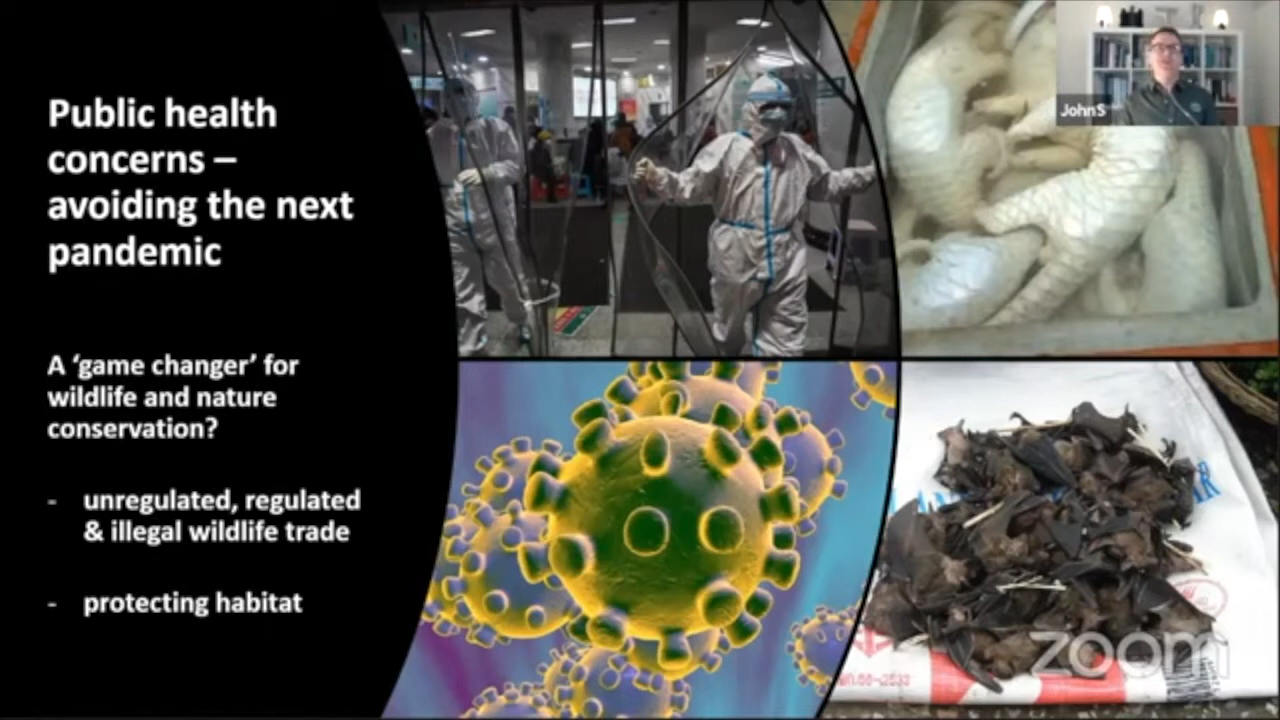 Public health
concerns –
avoiding the next
pandemic
JohnS
A ‘game changer’ for
wildlife and nature
conservation?
- unregulated, regulated
& illegal wildlife trade
- protecting habitat
zoom